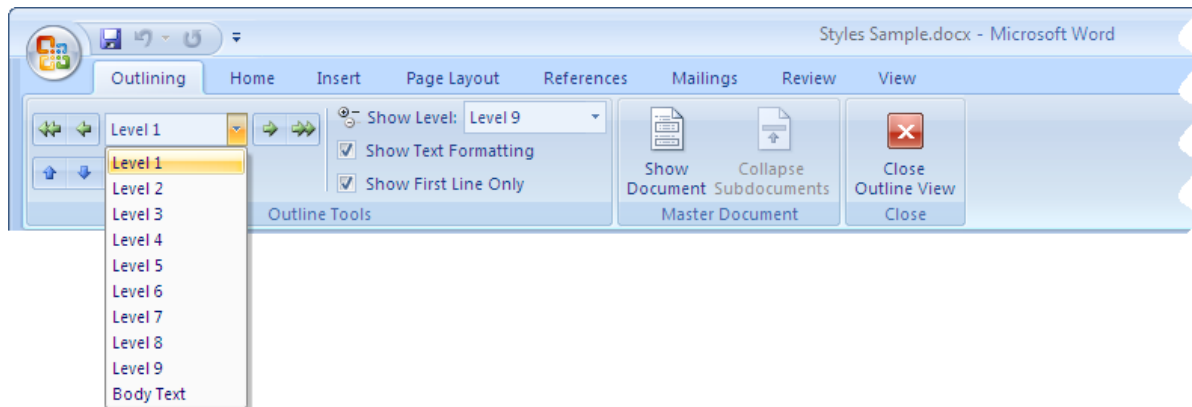 Styles Sample.docx - Microsoft Word
Outlining Home Insert Page Layout References Mailings Review View
Level 1
Show Level: Level 9
Show Text Formatting
Show First Line Only
Outline Tools
Level 1
Level 2
Level 3
Level 4
Level 5
Level 6
Level 7
Level 8
Level 9
Body Text
Show
Document
Collapse
Subdocuments
Master Document
Close
Outline View
Close